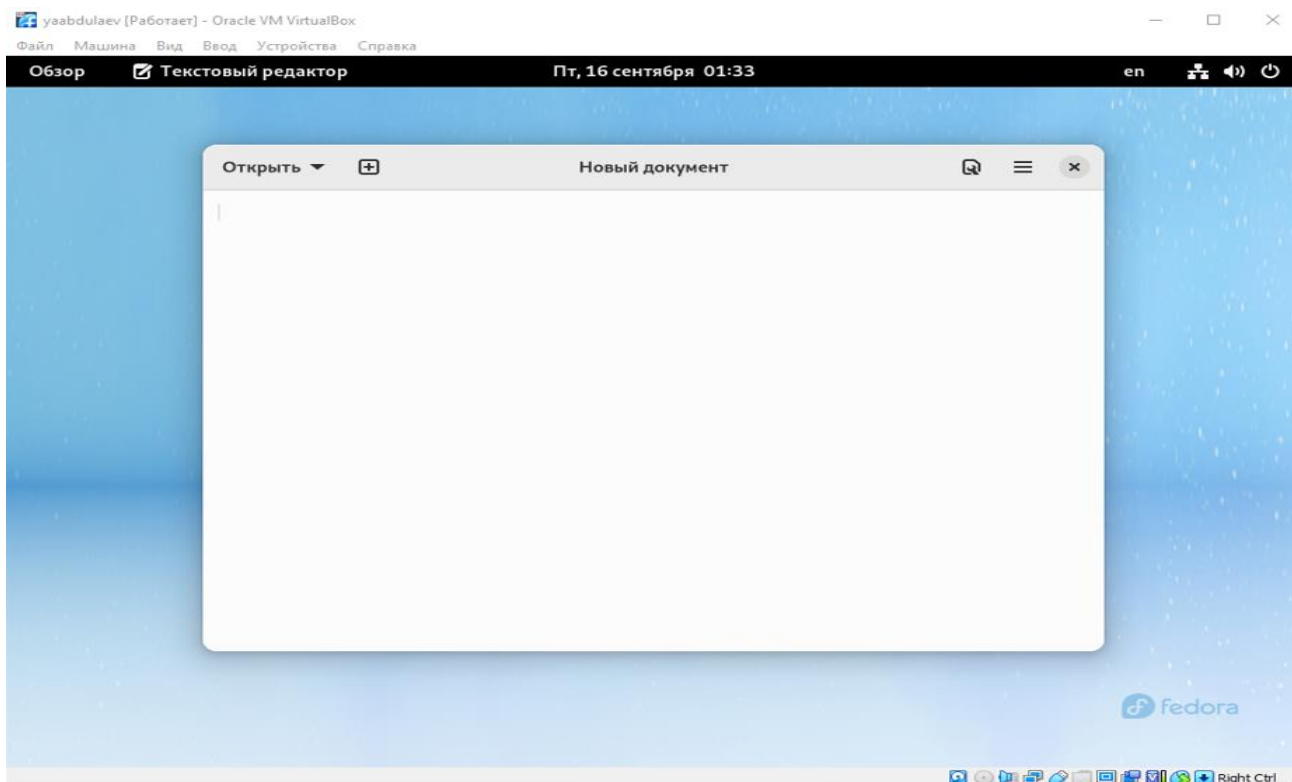 yaabdulaev [Работает] - Oracle VM VirtualBox
Файл Машина Вид Ввод Устройства Справка
Обзор Текстовый редактор Пт, 16 сентября 01:33 en
Открыть Новый документ
fedora
Right Ctrl